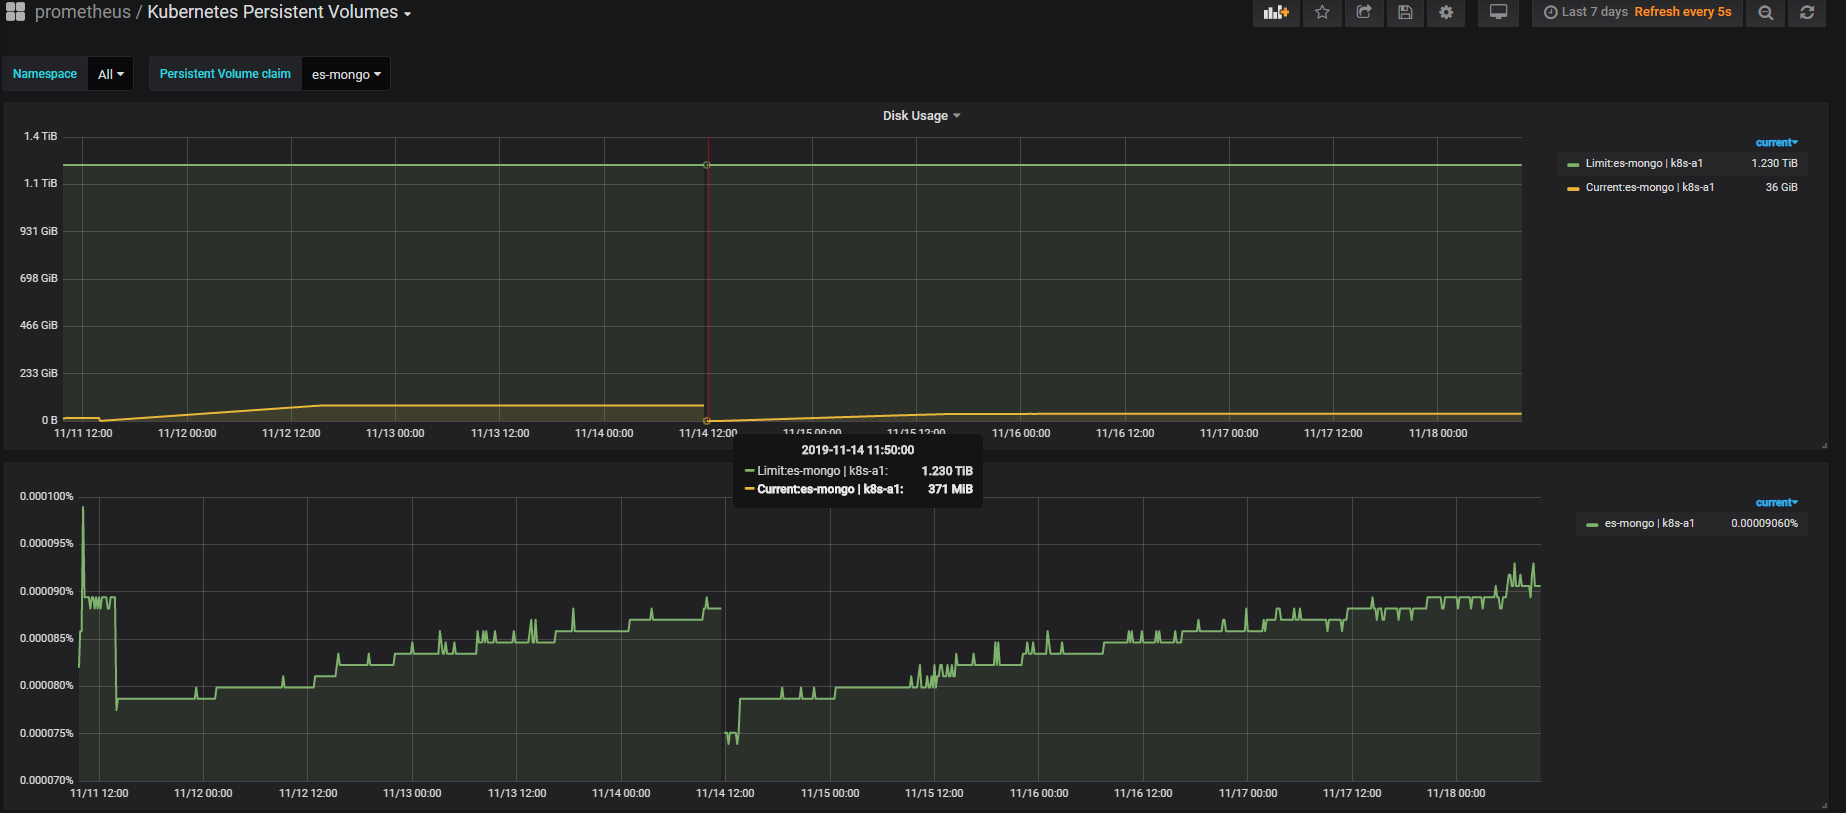 prometheus / Kubernetes Persistent Volumes
Last 7 days Refresh every 5s
Namespace All Persistent Volume claim es-mongo
Disk Usage
1.4 TiB
1.1 TiB
931 GiB
698 GiB
466 GiB
233 GiB
0 B
11/11 12:00 11/12 00:00 11/12 12:00 11/13 00:00 11/13 12:00 11/14 00:00 11/14 12:00 11/15 00:00 11/15 12:00 11/16 00:00 11/16 12:00 11/17 00:00 11/17 12:00 11/18 00:00
current
Limit:es-mongo | k8s-a1 1.230 TiB
Current:es-mongo | k8s-a1 36 GiB
2019-11-14 11:50:00
Limit:es-mongo | k8s-a1: 1.230 TiB
Current:es-mongo | k8s-a1: 371 MiB
0.000100%
0.000095%
0.000090%
0.000085%
0.000080%
0.000075%
0.000070%
11/11 12:00 11/12 00:00 11/12 12:00 11/13 00:00 11/13 12:00 11/14 00:00 11/14 12:00 11/15 00:00 11/15 12:00 11/16 00:00 11/16 12:00 11/17 00:00 11/17 12:00 11/18 00:00
current
es-mongo | k8s-a1 0.00009060%